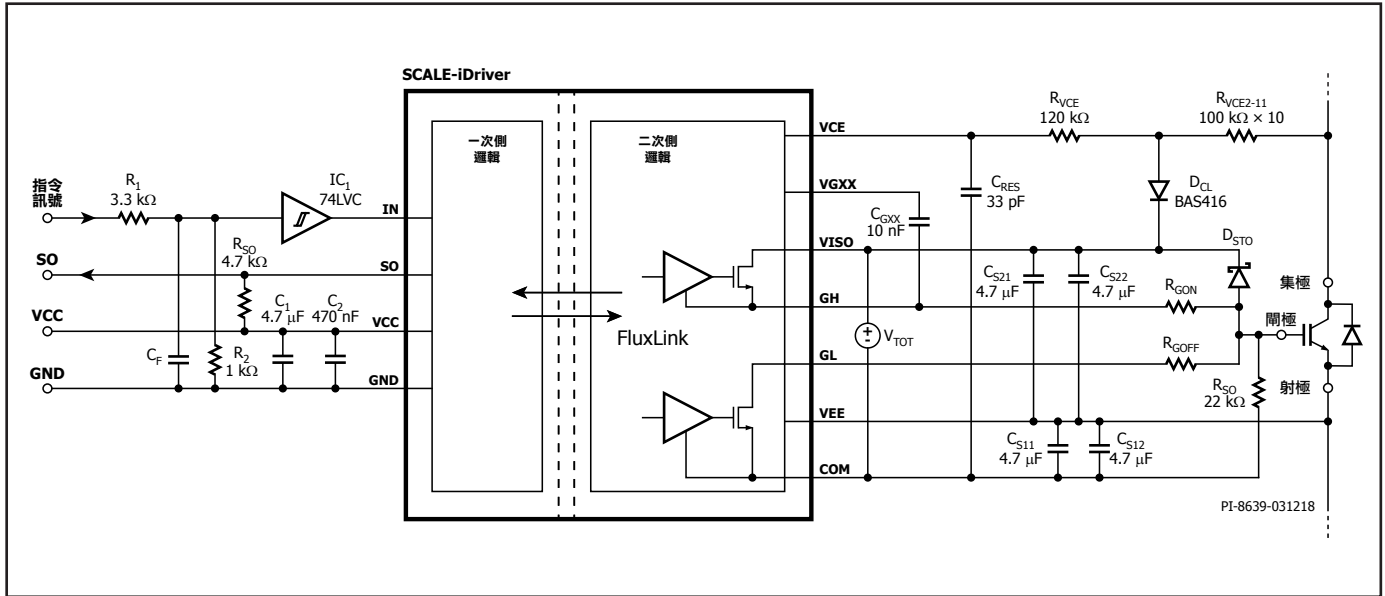 SCALE-iDriver
一次側
邏輯
二次側
邏輯
FluxLink
指令
訊號
SO
VCC
GND
R1
3.3 kΩ
IC1
74LVC
RSO
4.7 kΩ
C1
4.7 μF
C2
470 nF
CF
R2
1 kΩ
IN
SO
VCC
GND
VCE
VGXX
VISO
GH
GL
VEE
COM
RVCE
120 kΩ
RVCE2-11
100 kΩ × 10
CRES
33 pF
DCL
BAS416
CGXX
10 nF
DSTO
CS21
4.7 μF
CS22
4.7 μF
RGON
VTOT
RGOFF
RSO
22 kΩ
CS11
4.7 μF
CS12
4.7 μF
集極
閘極
射極
PI-8639-031218